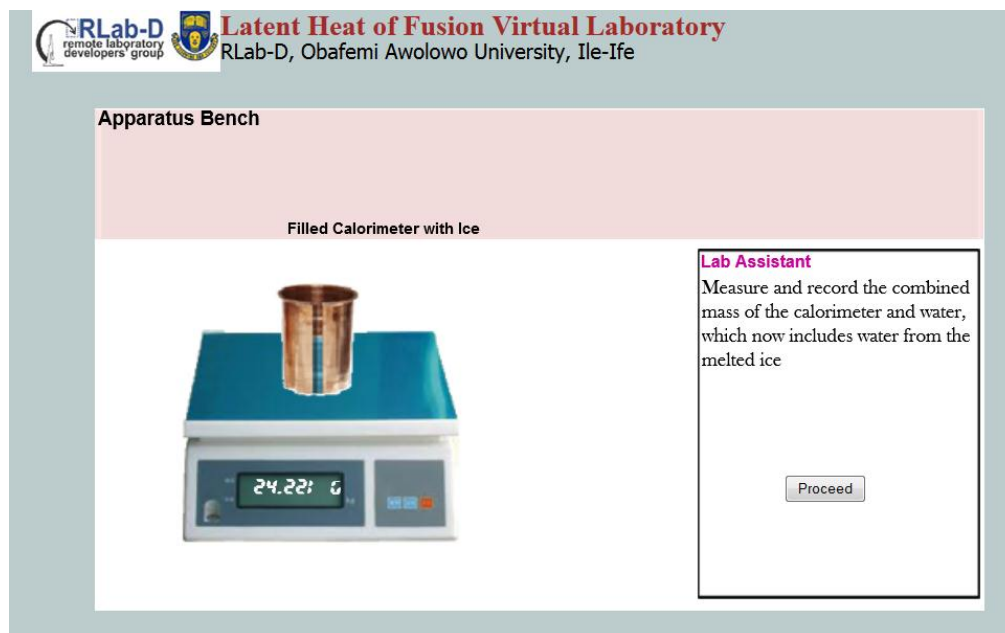 RLab-D
remote laboratory
developers' group
Latent Heat of Fusion Virtual Laboratory
RLab-D, Obafemi Awolowo University, Ile-Ife
Apparatus Bench
Filled Calorimeter with Ice
Lab Assistant
Measure and record the combined
mass of the calorimeter and water,
which now includes water from the
melted ice
Proceed